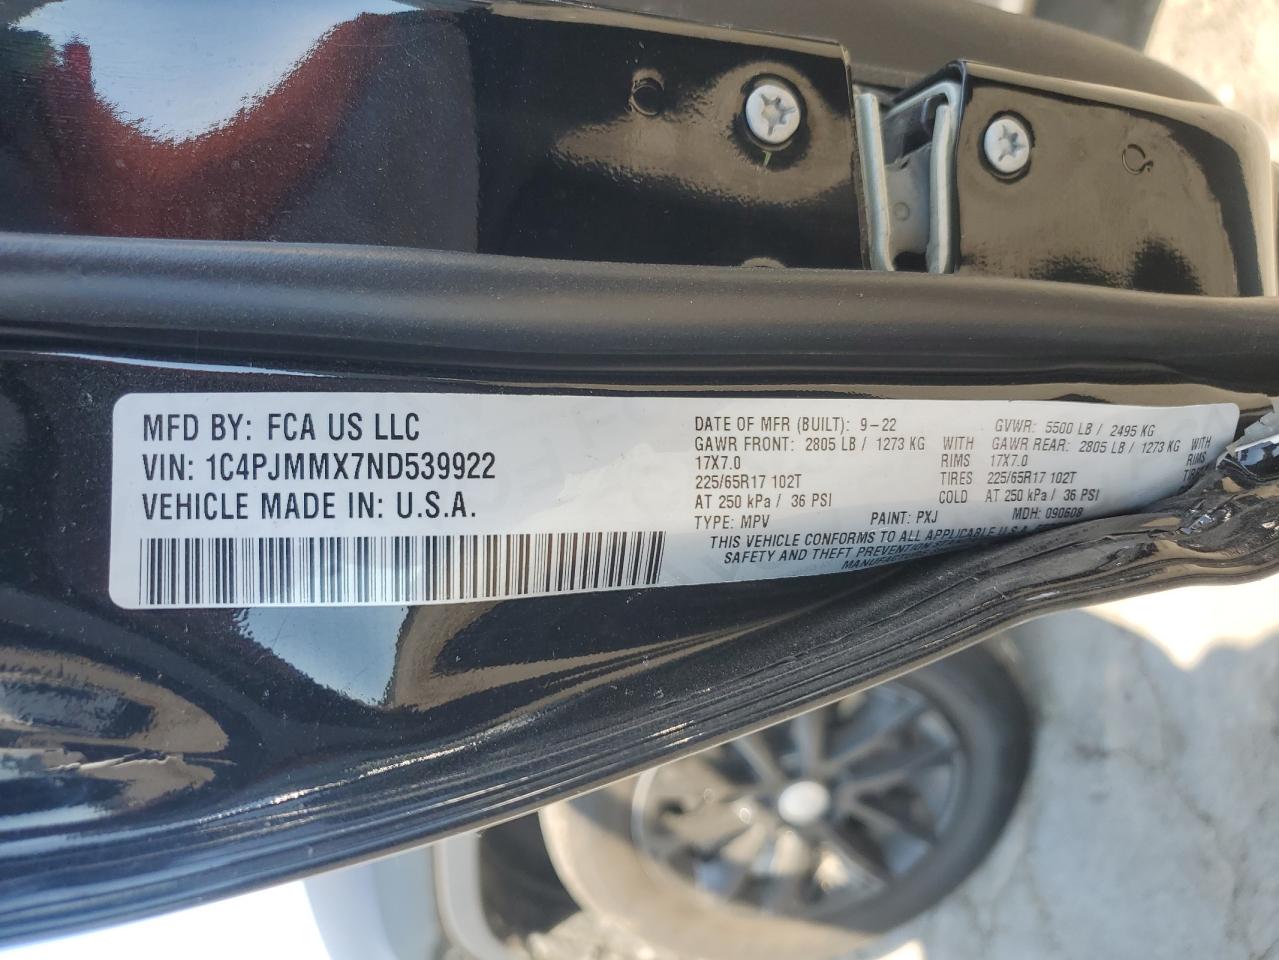 MFD BY: FCA US LLC
VIN: 1C4PJMMX7ND539922
VEHICLE MADE IN: U.S.A.
DATE OF MFR (BUILT): 9-22 GVWR: 5500 LB / 2495 KG
GAWR FRONT: 2805 LB / 1273 KG WITH GAWR REAR: 2805 LB / 1273 KG WITH
17X7.0 RIMS 17X7.0
225/65R17 102T TIRES 225/65R17 102T
AT 250 kPa / 36 PSI COLD AT 250 kPa / 36 PSI
TYPE: MPV PAINT: PXJ MDH: 090608
THIS VEHICLE CONFORMS TO ALL APPLICABLE U.S.A.
SAFETY AND THEFT PREVENTION